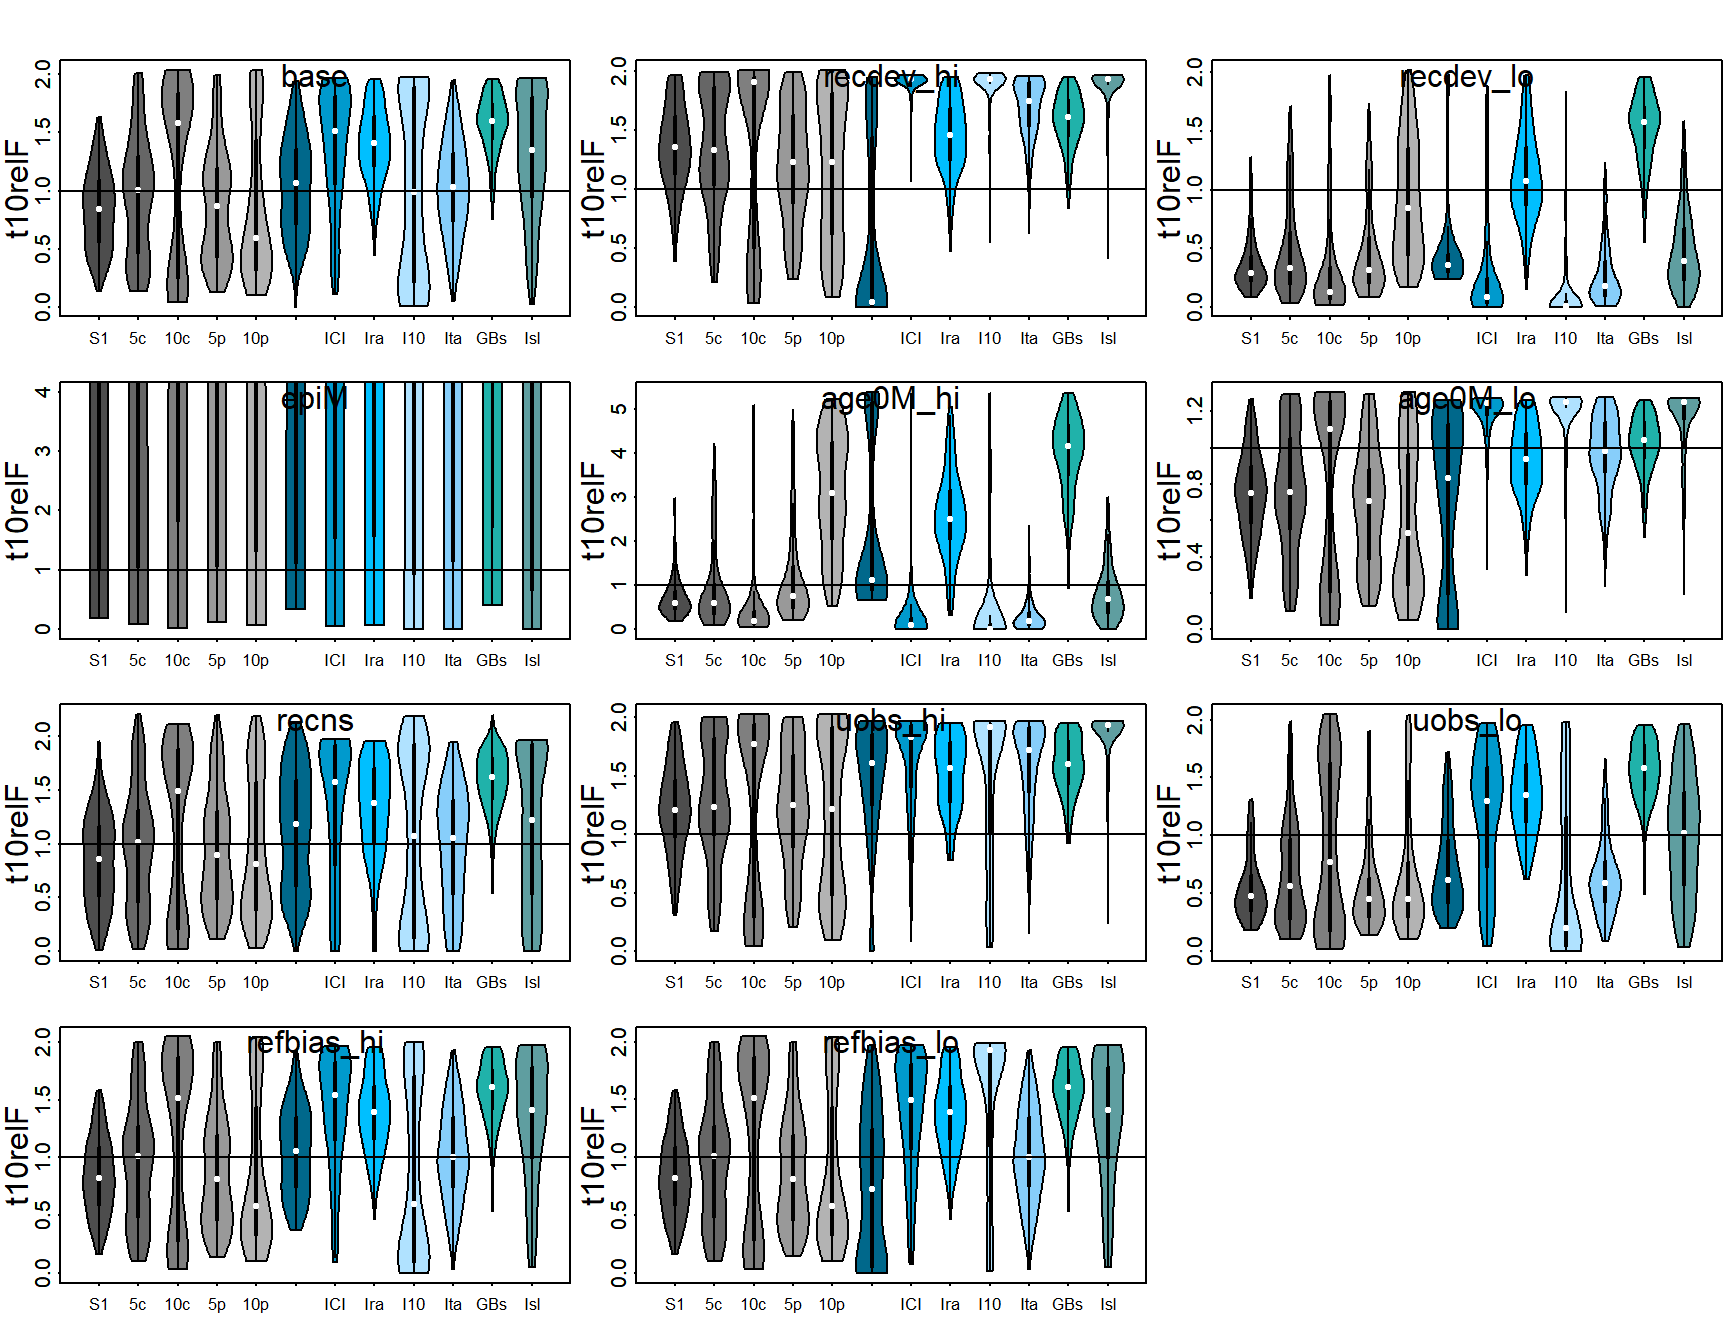 base
t10relF
0.0 0.5 1.0 1.5 2.0
S1 5c 10c 5p 10p ICI Ira I10 Ita GBs Isl
recdev_hi
t10relF
0.0 0.5 1.0 1.5 2.0
S1 5c 10c 5p 10p ICI Ira I10 Ita GBs Isl
recdev_lo
t10relF
0.0 0.5 1.0 1.5 2.0
S1 5c 10c 5p 10p ICI Ira I10 Ita GBs Isl
epiM
t10relF
0 1 2 3 4
S1 5c 10c 5p 10p ICI Ira I10 Ita GBs Isl
age0M_hi
t10relF
0 1 2 3 4 5
S1 5c 10c 5p 10p ICI Ira I10 Ita GBs Isl
age0M_lo
t10relF
0.0 0.4 0.8 1.2
S1 5c 10c 5p 10p ICI Ira I10 Ita GBs Isl
recns
t10relF
0.0 0.5 1.0 1.5 2.0
S1 5c 10c 5p 10p ICI Ira I10 Ita GBs Isl
uobs_hi
t10relF
0.0 0.5 1.0 1.5 2.0
S1 5c 10c 5p 10p ICI Ira I10 Ita GBs Isl
uobs_lo
t10relF
0.0 0.5 1.0 1.5 2.0
S1 5c 10c 5p 10p ICI Ira I10 Ita GBs Isl
refbias_hi
t10relF
0.0 0.5 1.0 1.5 2.0
S1 5c 10c 5p 10p ICI Ira I10 Ita GBs Isl
refbias_lo
t10relF
0.0 0.5 1.0 1.5 2.0
S1 5c 10c 5p 10p ICI Ira I10 Ita GBs Isl